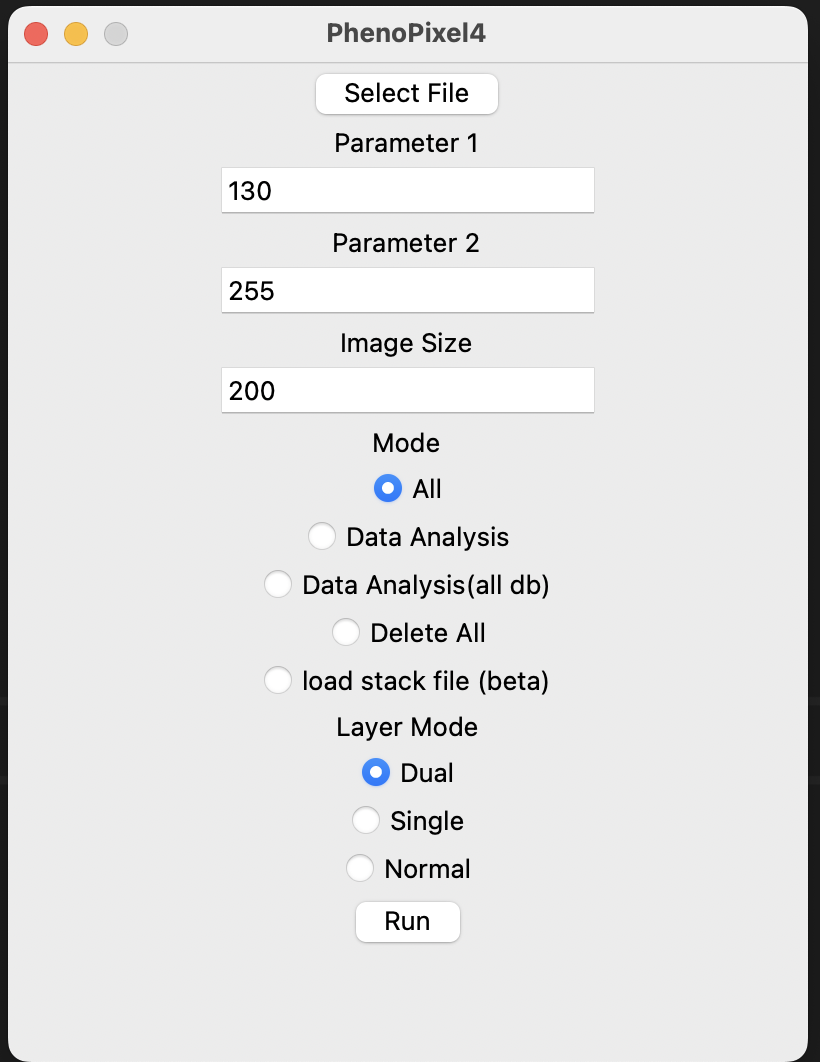 PhenoPixel4
Select File
Parameter 1
130
Parameter 2
255
Image Size
200
Mode
All
Data Analysis
Data Analysis(all db)
Delete All
load stack file (beta)
Layer Mode
Dual
Single
Normal
Run